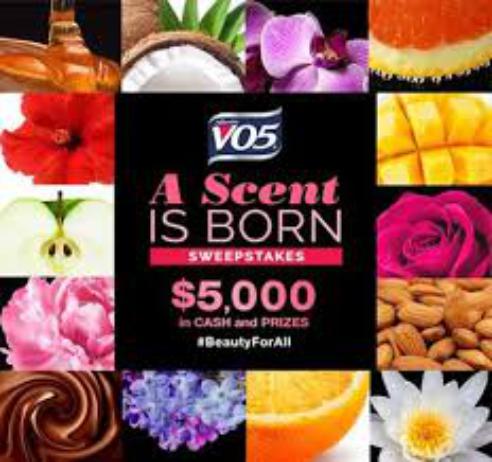 VO5
A Scent
IS BORN
SWEEPSTAKES
$5,000
in CASH and PRIZES
#BeautyForAll